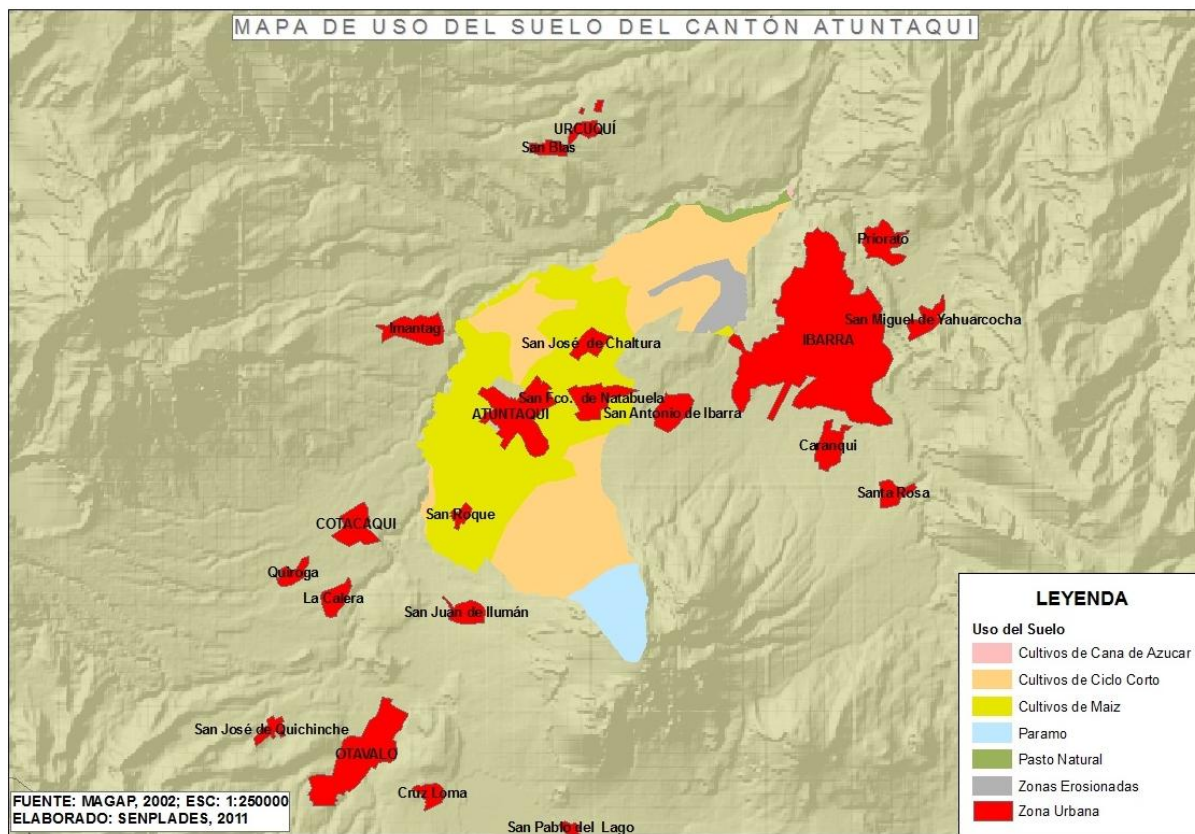 MAPA DE USO DEL SUELO DEL CANTÓN ATUNTAQUI
URCUQUÍ
San Blas
Priorato
Imantag
San Miguel de Yahuarcocha
San José de Chaltura
IBARRA
San Fco. de Natabuela
ATUNTAQUI
San Antonio de Ibarra
Caranqui
Santa Rosa
San Roque
COTACAQUI
Quiroga
La Calera
San Juan de Ilumán
San José de Quichinche
OTAVALO
Cruz Loma
San Pablo del Lago
LEYENDA
Uso del Suelo
Cultivos de Cana de Azucar
Cultivos de Ciclo Corto
Cultivos de Maiz
Paramo
Pasto Natural
Zonas Erosionadas
Zona Urbana
FUENTE: MAGAP, 2002; ESC: 1:250000
ELABORADO: SENPLADES, 2011